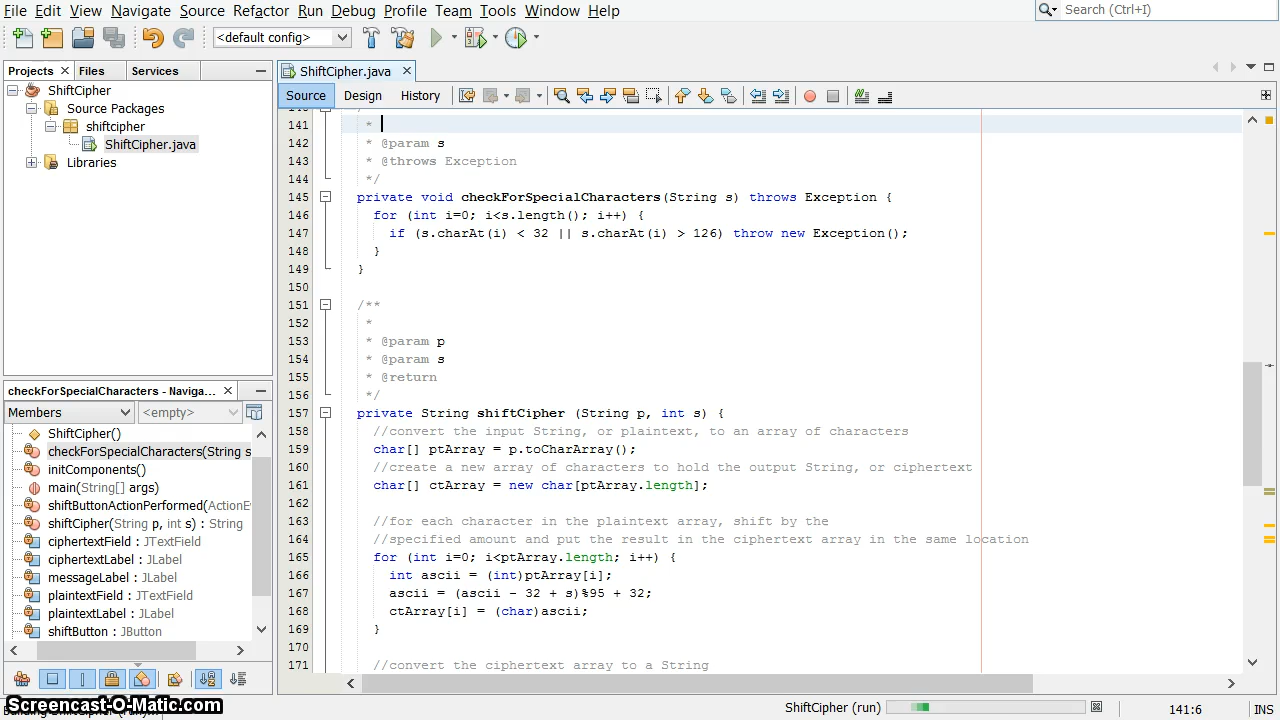 File Edit View Navigate Source Refactor Run Debug Profile Team Tools Window Help
Search (Ctrl+I)
<default config>
Projects
Files
Services
ShiftCipher
Source Packages
shiftcipher
ShiftCipher.java
Libraries
checkForSpecialCharacters - Naviga...
Members
<empty>
ShiftCipher()
checkForSpecialCharacters(String s
initComponents()
main(String[] args)
shiftButtonActionPerformed(ActionE
shiftCipher(String p, int s) : String
ciphertextField : JTextField
ciphertextLabel : JLabel
messageLabel : JLabel
plaintextField : JTextField
plaintextLabel : JLabel
shiftButton : JButton
ShiftCipher.java
Source Design History
141 *
142 * @param s
143 * @throws Exception
144 */
145 private void checkForSpecialCharacters(String s) throws Exception {
146 for (int i=0; i<s.length(); i++) {
147 if (s.charAt(i) < 32 || s.charAt(i) > 126) throw new Exception();
148 }
149 }
150
151 /**
152 *
153 * @param p
154 * @param s
155 * @return
156 */
157 private String shiftCipher (String p, int s) {
158 //convert the input String, or plaintext, to an array of characters
159 char[] ptArray = p.toCharArray();
160 //create a new array of characters to hold the output String, or ciphertext
161 char[] ctArray = new char[ptArray.length];
162
163 //for each character in the plaintext array, shift by the
164 //specified amount and put the result in the ciphertext array in the same location
165 for (int i=0; i<ptArray.length; i++) {
166 int ascii = (int)ptArray[i];
167 ascii = (ascii - 32 + s)%95 + 32;
168 ctArray[i] = (char)ascii;
169 }
170
171 //convert the ciphertext array to a String
Screencast-O-Matic.com
ShiftCipher (run)
141:6
INS